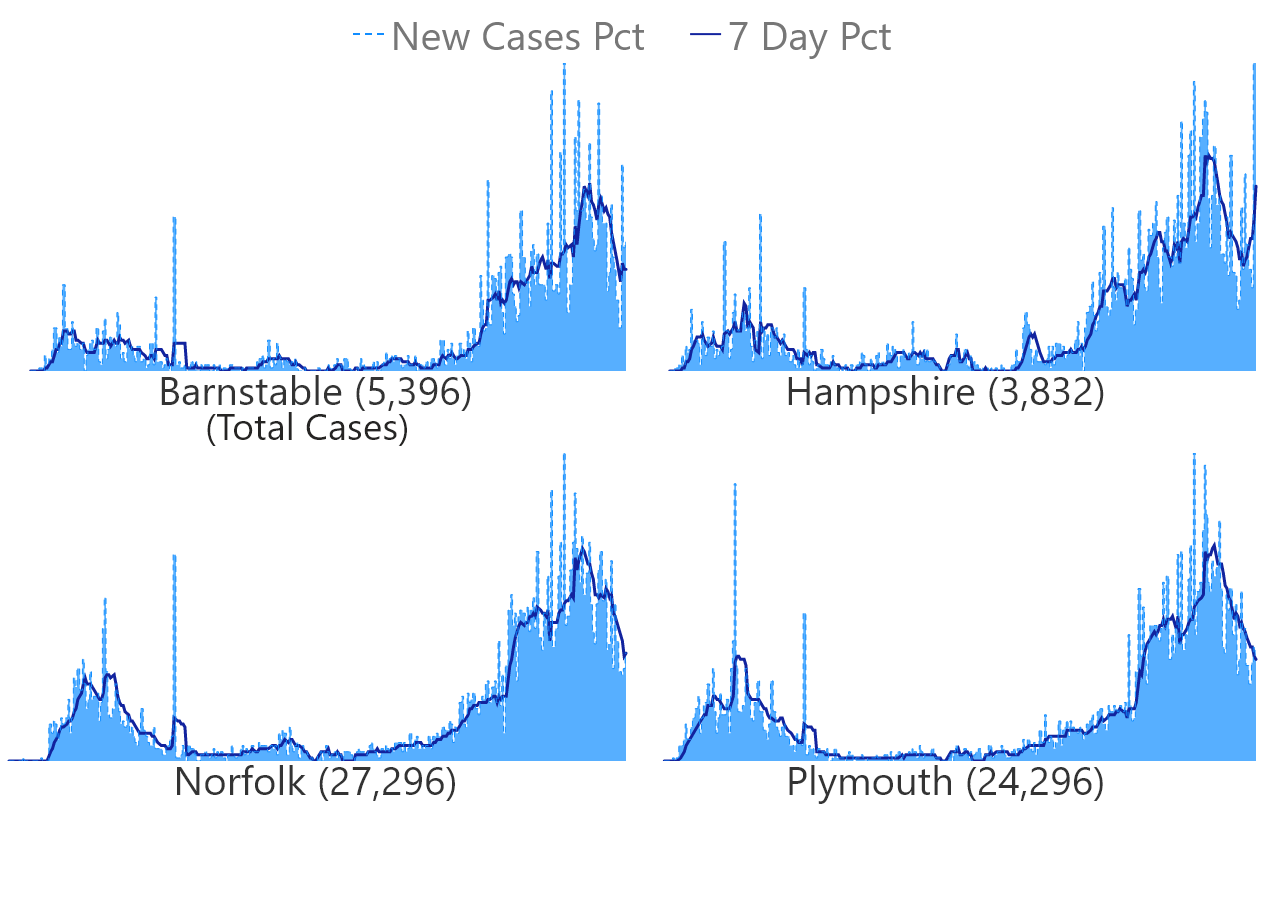 New Cases Pct 7 Day Pct
Barnstable (5,396)
(Total Cases)
Hampshire (3,832)
Norfolk (27,296)
Plymouth (24,296)